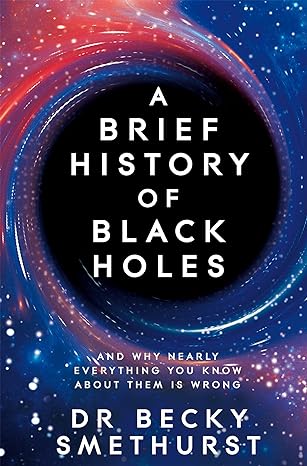 A
BRIEF
HISTORY
OF
BLACK
HOLES
AND WHY NEARLY
EVERYTHING YOU KNOW
ABOUT THEM IS WRONG
DR BECKY
SMETHURST